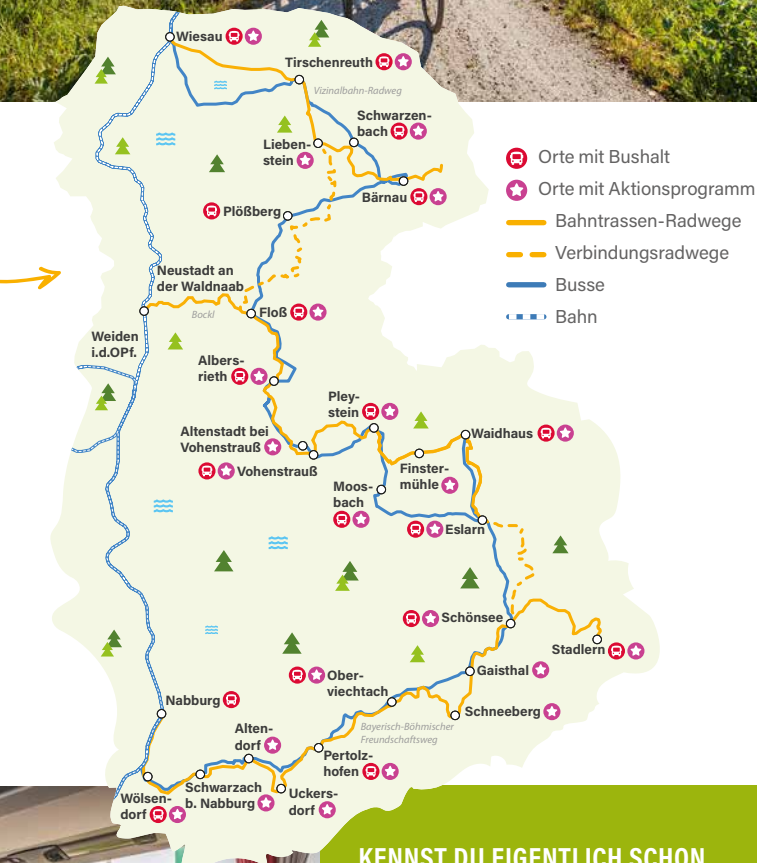 Wiesau
Tirschenreuth
Vizinalbahn-Radweg
Schwarzen-
bach
Lieben-
stein
Bärnau
Plößberg
Neustadt an
der Waldnaab
Bockl
Floß
Weiden
i.d.OPf.
Albers-
rieth
Pley-
stein
Altenstadt bei
Vohenstrauß
Vohenstrauß
Waidhaus
Finster-
mühle
Moos-
bach
Eslarn
Schönsee
Stadlern
Gaisthal
Ober-
viechtach
Schneeberg
Nabburg
Bayerisch-Böhmischer
Freundschaftsweg
Alten-
dorf
Pertolz-
hofen
Schwarzach
b. Nabburg
Uckers-
dorf
Wölsen-
dorf
Orte mit Bushalt
Orte mit Aktionsprogramm
Bahntrassen-Radwege
Verbindungsradwege
Busse
Bahn
KENNST DU EIGENTLICH SCHON